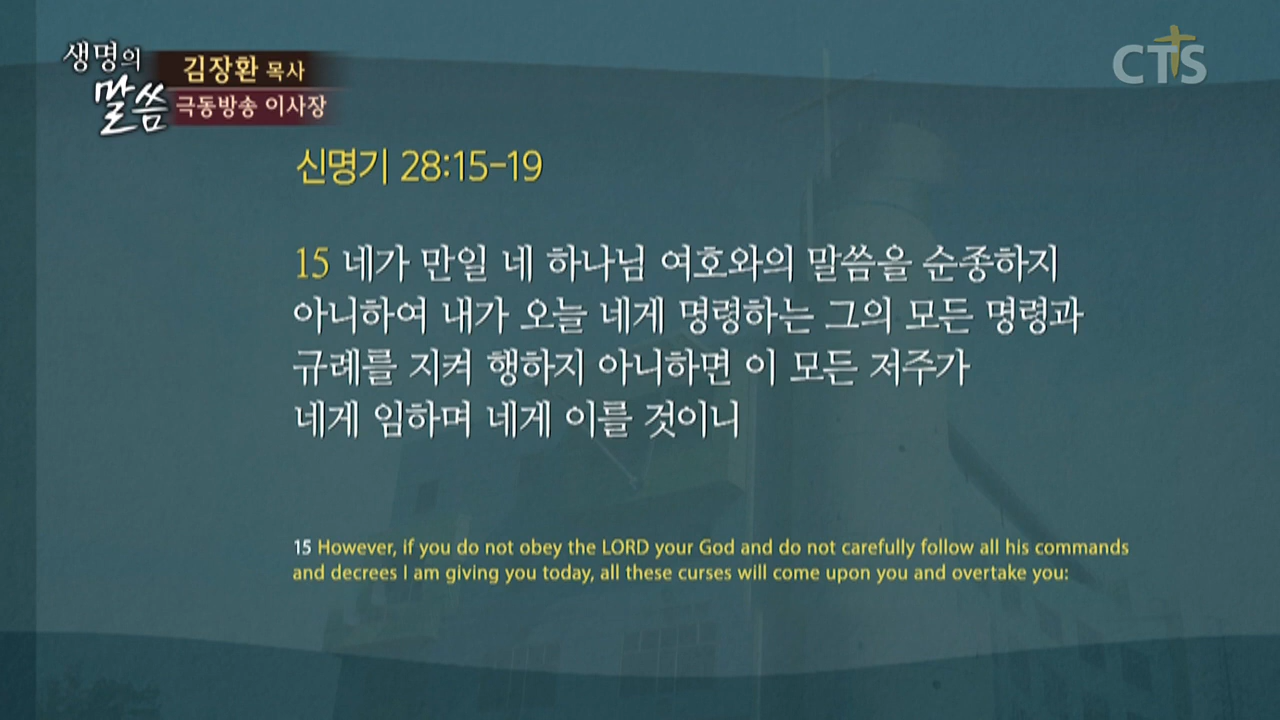 생명의
말씀
김장환 목사
극동방송 이사장
CTS
신명기 28:15-19
15 네가 만일 네 하나님 여호와의 말씀을 순종하지
아니하여 내가 오늘 네게 명령하는 그의 모든 명령과
규례를 지켜 행하지 아니하면 이 모든 저주가
네게 임하며 네게 이를 것이니
15 However, if you do not obey the LORD your God and do not carefully follow all his commands
and decrees I am giving you today, all these curses will come upon you and overtake you: